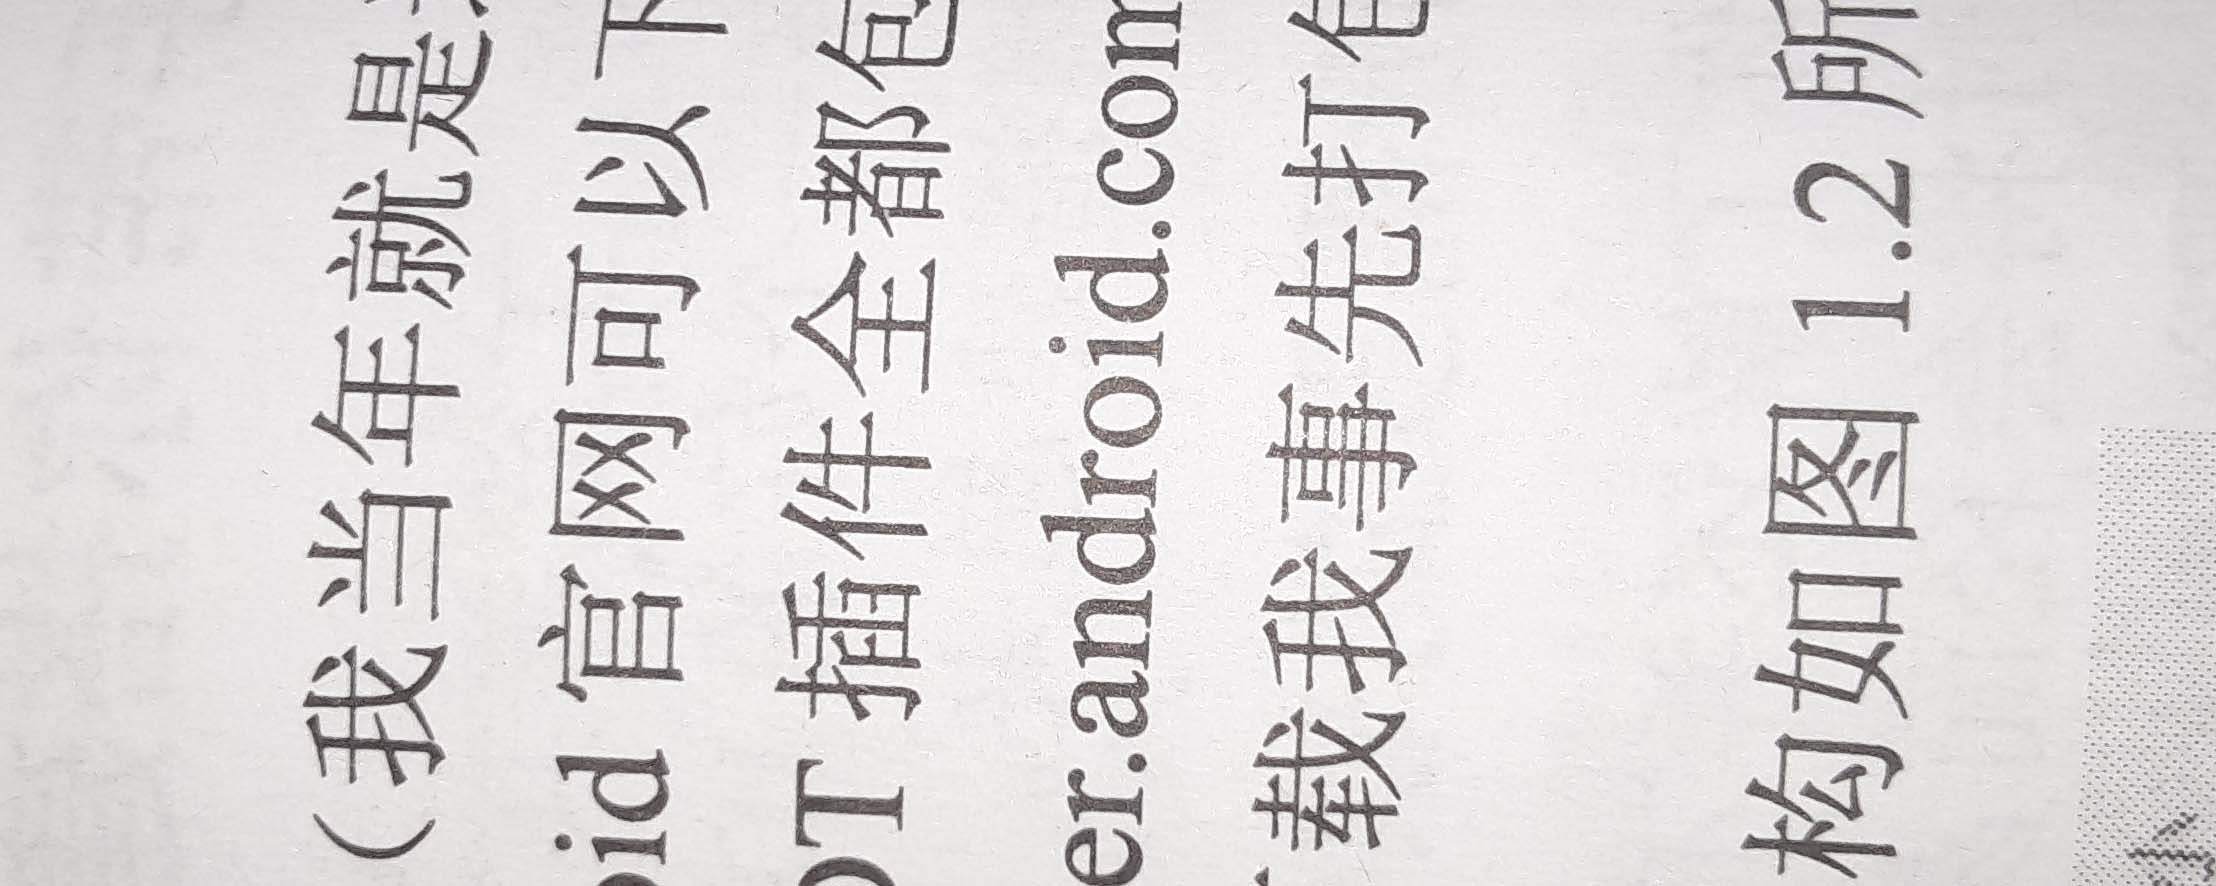 （我当年就是
oid 官网可以下
DT 插件全都包
er.android.com
载我事先打包
构如图 1.2 所